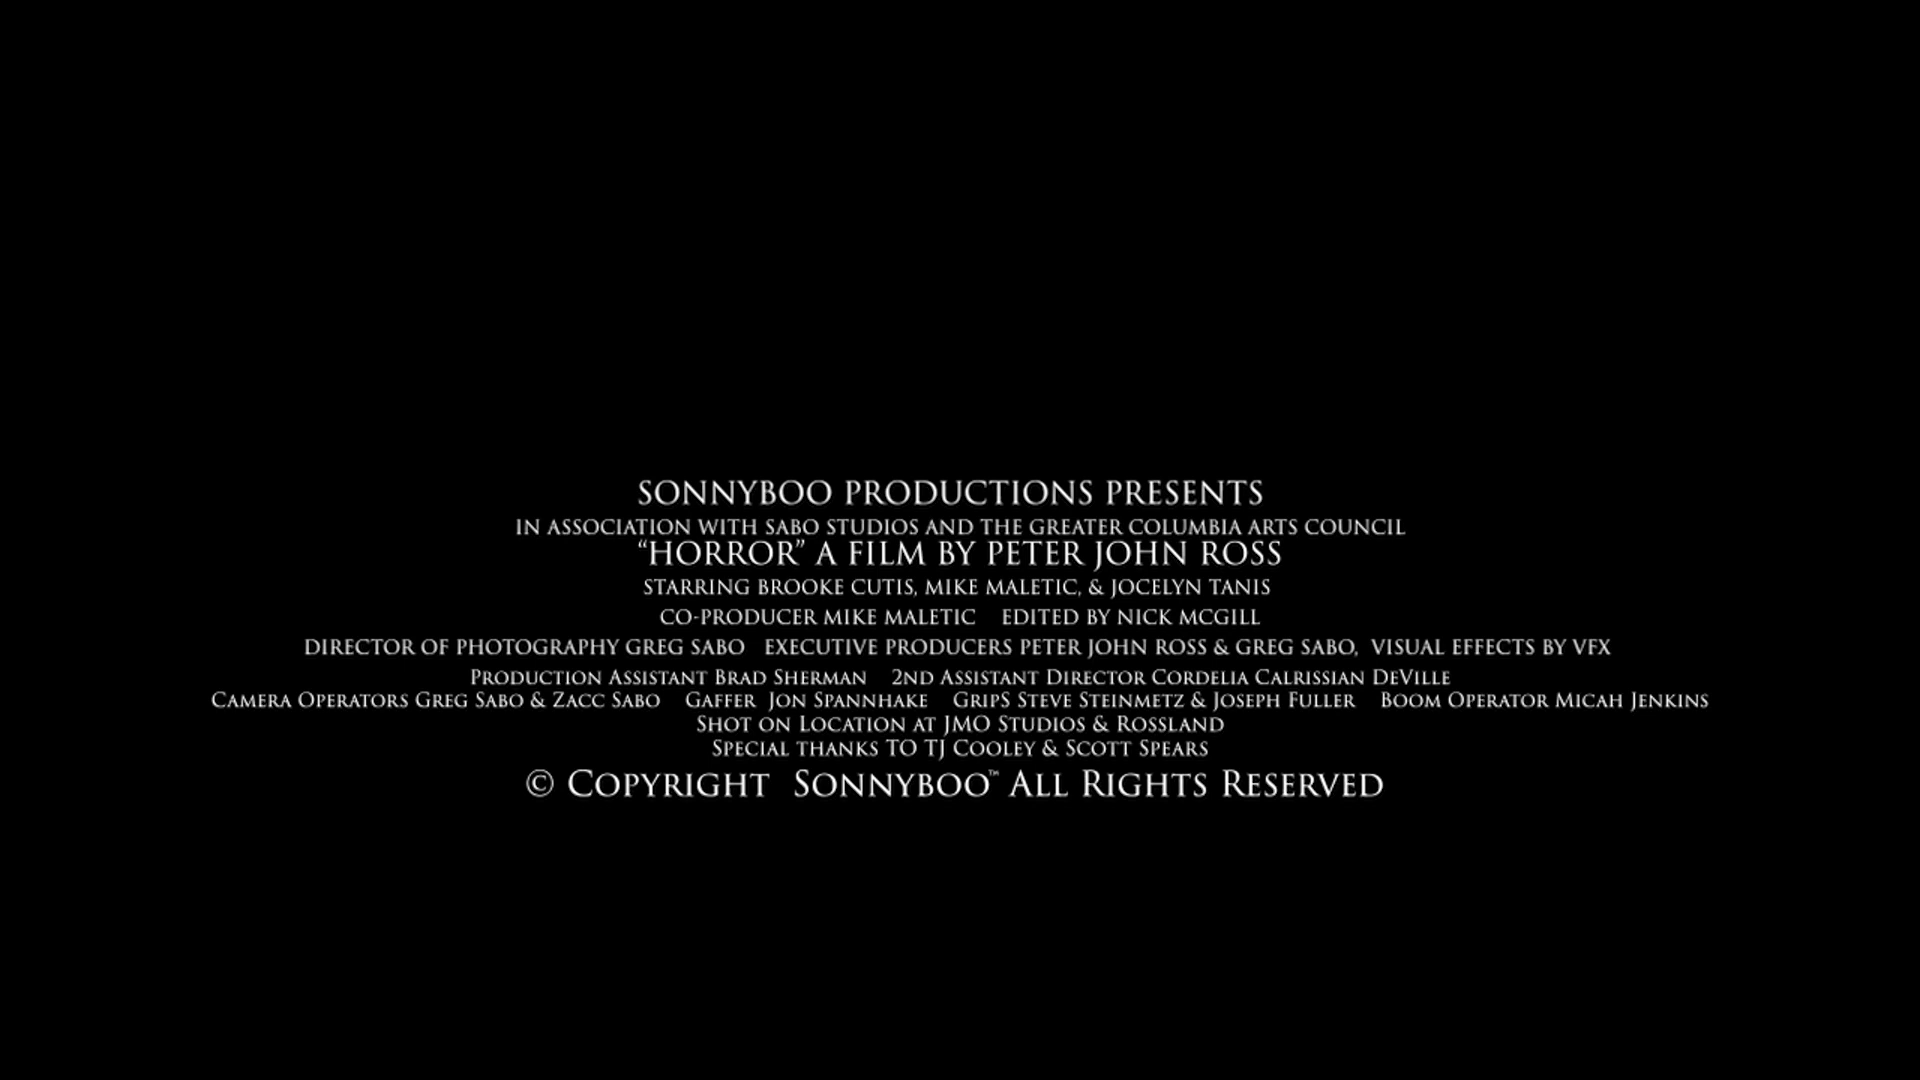 SONNYBOO PRODUCTIONS PRESENTS
IN ASSOCIATION WITH SABO STUDIOS AND THE GREATER COLUMBIA ARTS COUNCIL
“HORROR” A FILM BY PETER JOHN ROSS
STARRING BROOKE CUTIS, MIKE MALETIC, & JOCELYN TANIS
CO-PRODUCER MIKE MALETIC EDITED BY NICK MCGILL
DIRECTOR OF PHOTOGRAPHY GREG SABO EXECUTIVE PRODUCERS PETER JOHN ROSS & GREG SABO, VISUAL EFFECTS BY VFX
Production Assistant Brad Sherman 2nd Assistant Director Cordelia Calrissian DeVille
Camera Operators Greg Sabo & Zacc Sabo Gaffer Jon Spannhake GripS Steve Steinmetz & Joseph Fuller Boom Operator Micah Jenkins
Shot on Location at JMO Studios & Rossland
Special thanks TO TJ Cooley & Scott Spears
© Copyright Sonnyboo™ All Rights Reserved